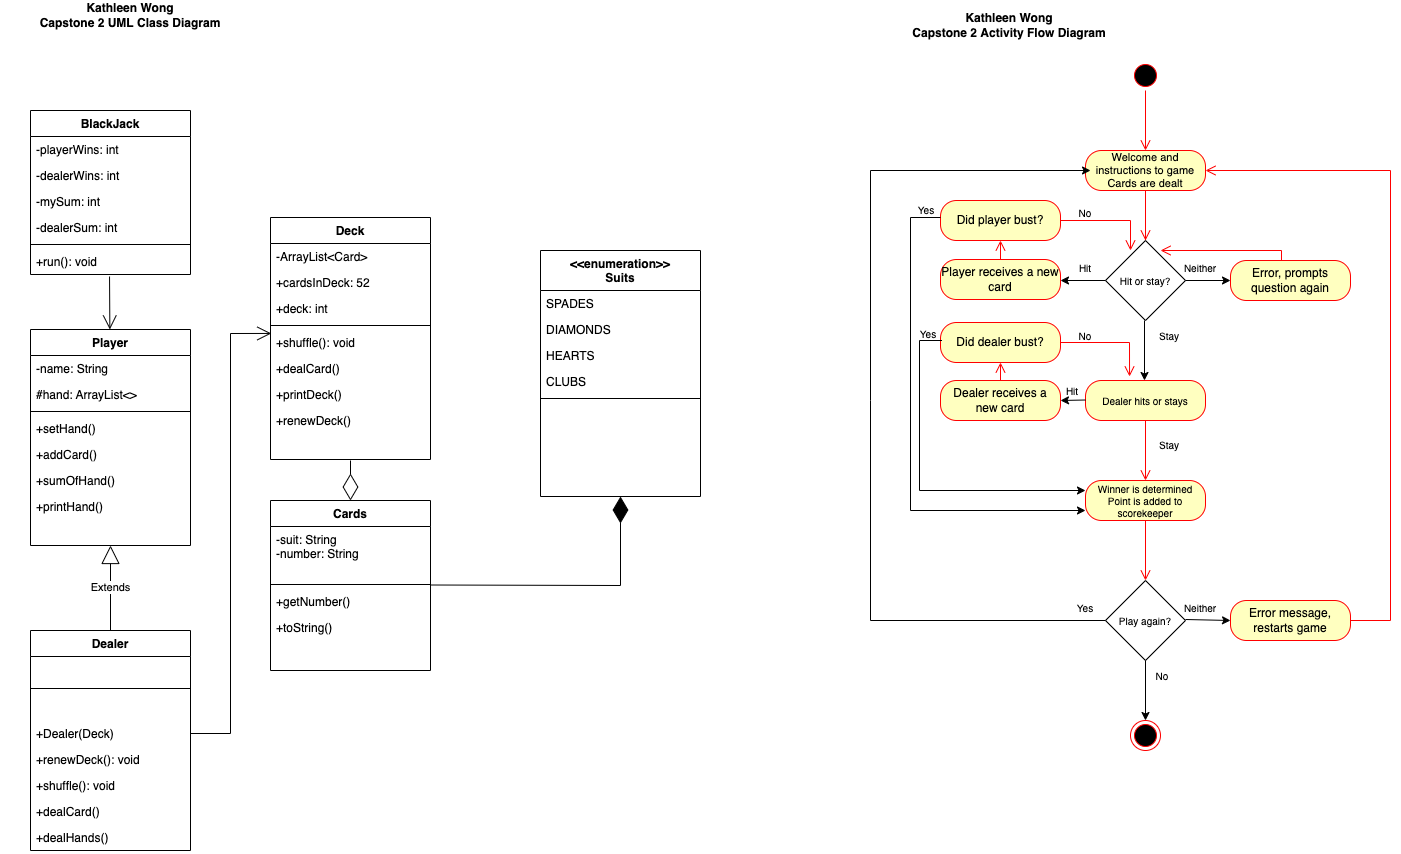 Kathleen Wong
Capstone 2 UML Class Diagram
BlackJack
-playerWins: int
-dealerWins: int
-mySum: int
-dealerSum: int
+run(): void
Player
-name: String
#hand: ArrayList<>
+setHand()
+addCard()
+sumOfHand()
+printHand()
Extends
Dealer
+Dealer(Deck)
+renewDeck(): void
+shuffle(): void
+dealCard()
+dealHands()
Deck
-ArrayList<Card>
+cardsInDeck: 52
+deck: int
+shuffle(): void
+dealCard()
+printDeck()
+renewDeck()
Cards
-suit: String
-number: String
+getNumber()
+toString()
<<enumeration>>
Suits
SPADES
DIAMONDS
HEARTS
CLUBS
Kathleen Wong
Capstone 2 Activity Flow Diagram
Welcome and
instructions to game
Cards are dealt
Yes
Did player bust?
No
Player receives a new
card
Hit
Hit or stay?
Neither
Error, prompts
question again
Stay
Yes
Did dealer bust?
No
Dealer receives a
new card
Hit
Dealer hits or stays
Stay
Winner is determined
Point is added to
scorekeeper
Yes
Play again?
Neither
Error message,
restarts game
No